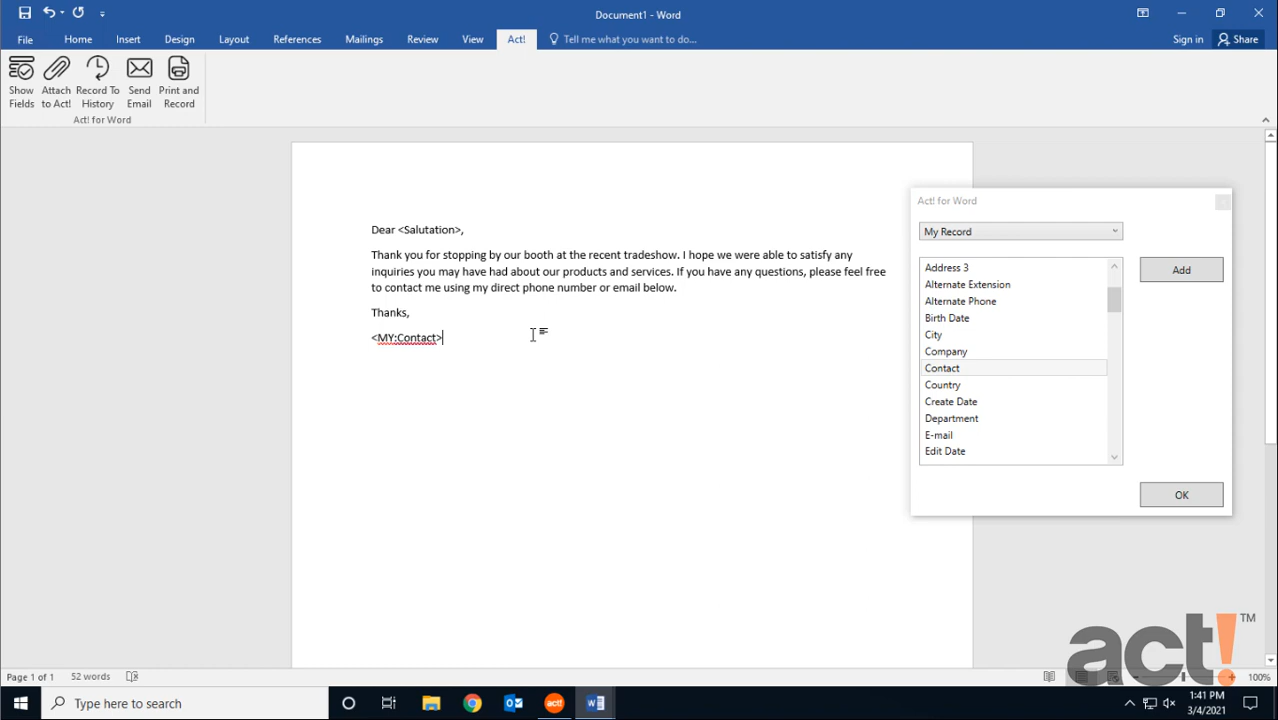 Document1 - Word
File Home Insert Design Layout References Mailings Review View Act! Tell me what you want to do... Sign in Share
Show Fields
Attach to Act!
Record To History
Send Email
Print and Record
Act! for Word
Dear <Salutation>,
Thank you for stopping by our booth at the recent tradeshow. I hope we were able to satisfy any
inquiries you may have had about our products and services. If you have any questions, please feel free
to contact me using my direct phone number or email below.
Thanks,
<MY:Contact>
Act! for Word
My Record
Address 3
Alternate Extension
Alternate Phone
Birth Date
City
Company
Contact
Country
Create Date
Department
E-mail
Edit Date
Add
OK
act! TM
Page 1 of 1 52 words 100%
Type here to search
act!
1:41 PM
3/4/2021